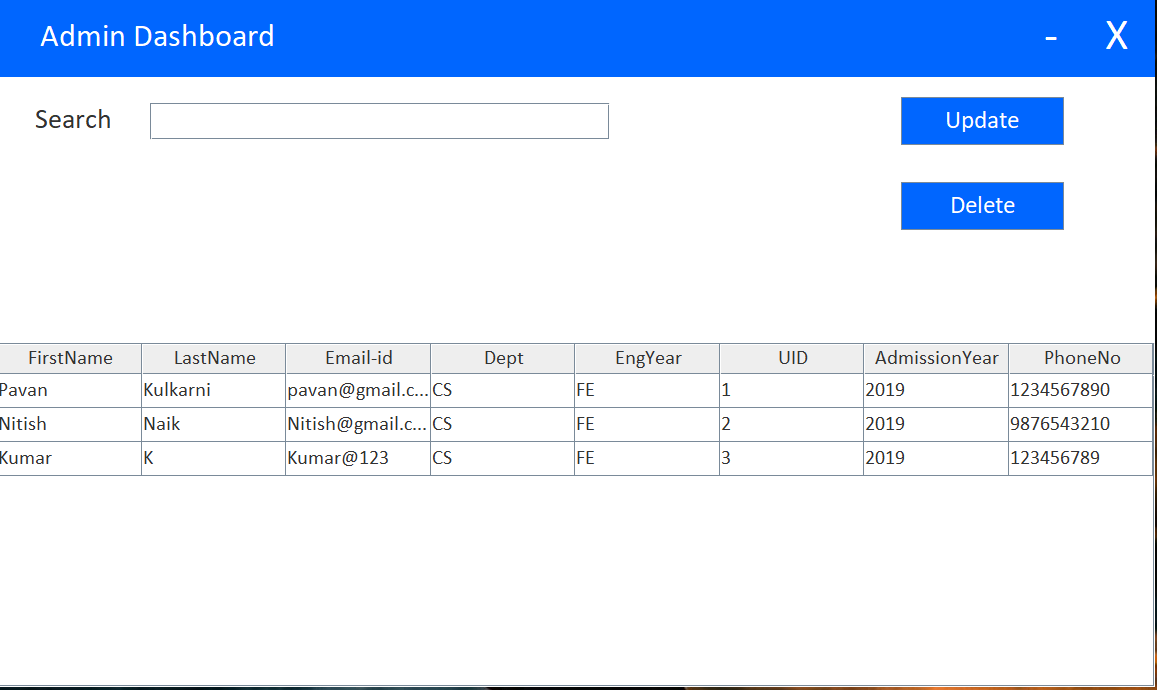 Admin Dashboard - X
Search Update
Delete
FirstName LastName Email-id Dept EngYear UID AdmissionYear PhoneNo
Pavan Kulkarni pavan@gmail.c... CS FE 1 2019 1234567890
Nitish Naik Nitish@gmail.c... CS FE 2 2019 9876543210
Kumar K Kumar@123 CS FE 3 2019 123456789